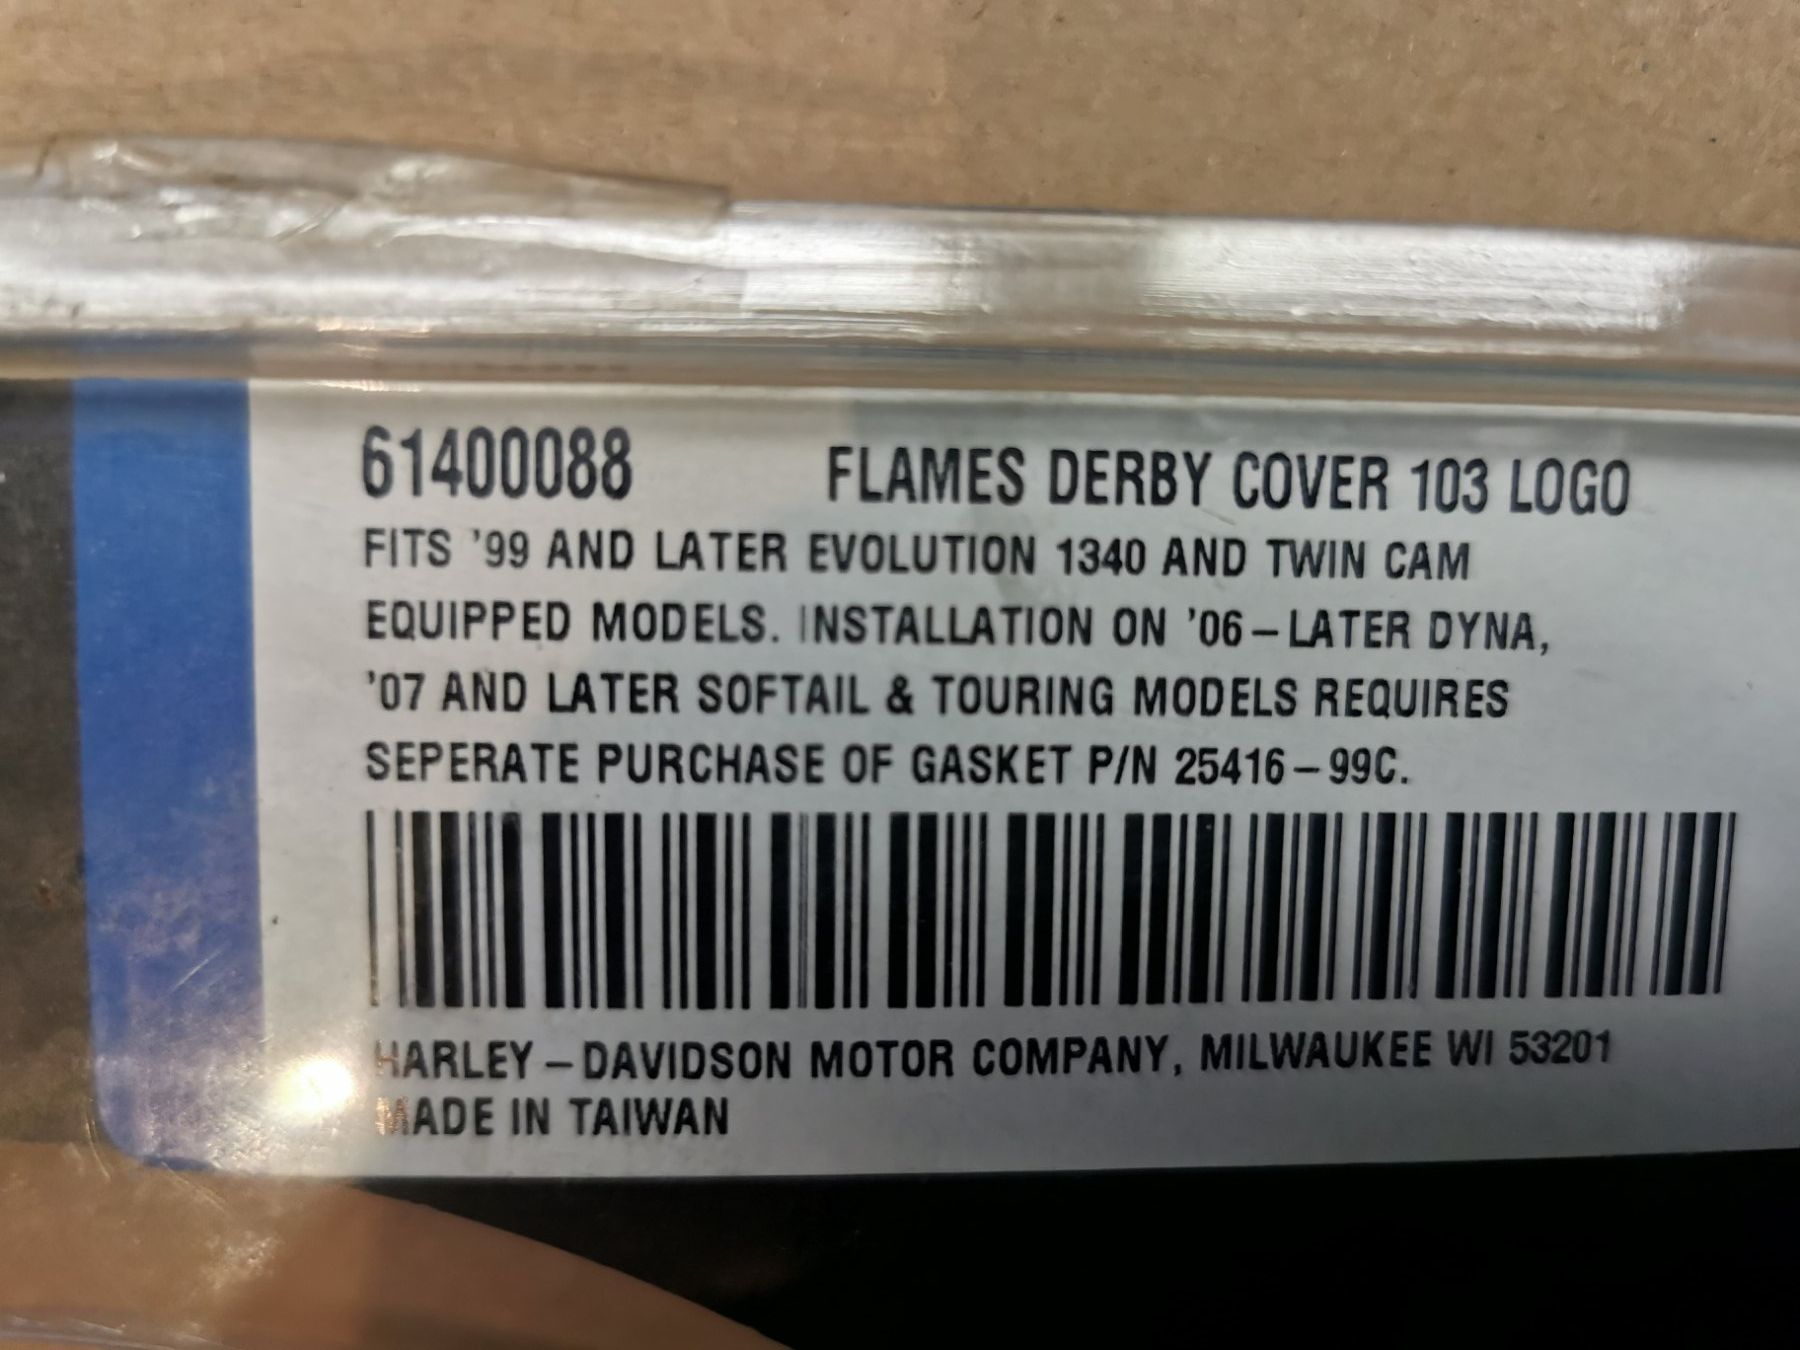 61400088 FLAMES DERBY COVER 103 LOGO
FITS '99 AND LATER EVOLUTION 1340 AND TWIN CAM
EQUIPPED MODELS. INSTALLATION ON '06-LATER DYNA,
'07 AND LATER SOFTAIL & TOURING MODELS REQUIRES
SEPERATE PURCHASE OF GASKET P/N 25416-99C.
HARLEY-DAVIDSON MOTOR COMPANY, MILWAUKEE WI 53201
MADE IN TAIWAN